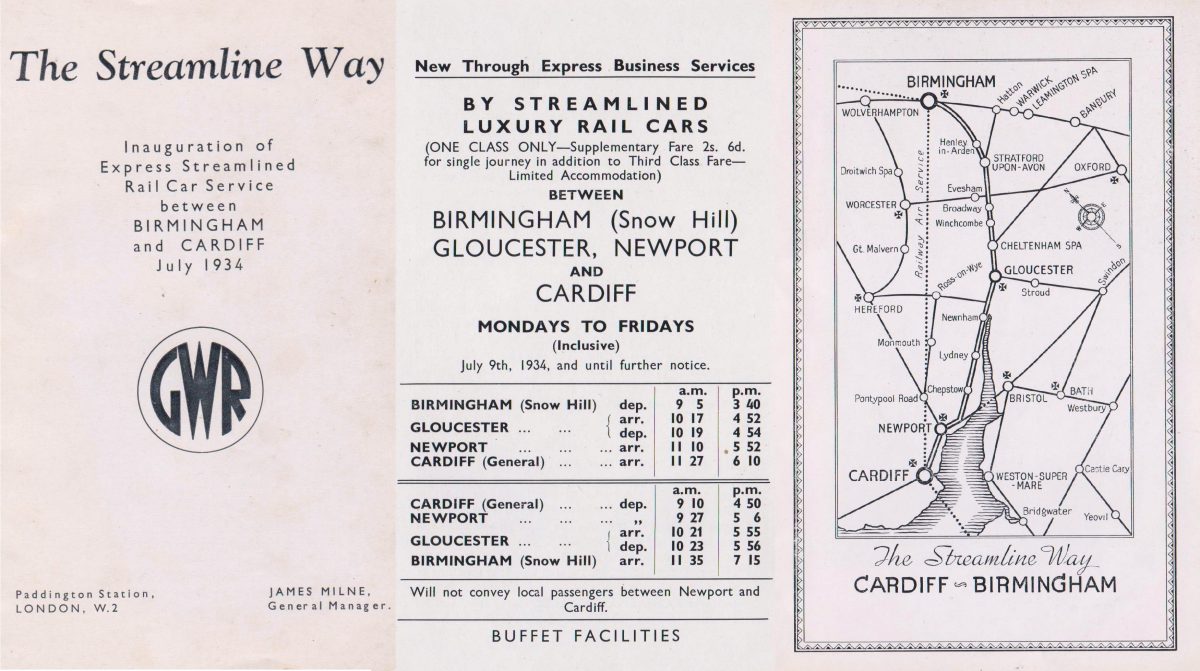 The Streamline Way
Inauguration of
Express Streamlined
Rail Car Service
between
BIRMINGHAM
and CARDIFF
July 1934
GWR
Paddington Station,
LONDON, W.2
JAMES MILNE,
General Manager.
New Through Express Business Services
BY STREAMLINED
LUXURY RAIL CARS
(ONE CLASS ONLY—Supplementary Fare 2s. 6d.
for single journey in addition to Third Class Fare—
Limited Accommodation)
BETWEEN
BIRMINGHAM (Snow Hill)
GLOUCESTER, NEWPORT
AND
CARDIFF
MONDAYS TO FRIDAYS
(Inclusive)
July 9th, 1934, and until further notice.
a.m. p.m.
BIRMINGHAM (Snow Hill) dep. 9 5 3 40
GLOUCESTER ... ... { arr. 10 17 4 52
dep. 10 19 4 54
NEWPORT ... ... ... arr. 11 10 5 52
CARDIFF (General) ... ... arr. 11 27 6 10
a.m. p.m.
CARDIFF (General) ... ... dep. 9 10 4 50
NEWPORT ... ... ... ,, 9 27 5 6
GLOUCESTER ... ... { arr. 10 21 5 55
dep. 10 23 5 56
BIRMINGHAM (Snow Hill) arr. 11 35 7 15
Will not convey local passengers between Newport and
Cardiff.
BUFFET FACILITIES
BIRMINGHAM
WOLVERHAMPTON
Hatton
WARWICK
LEAMINGTON SPA
BANDURY
Henley
in-Arden
STRATFORD
UPON-AVON
OXFORD
Droitwich Spa
Railway Air Service
Evesham
WORCESTER
Broadway
Winchcombe
Gt. Malvern
CHELTENHAM SPA
GLOUCESTER
Ross-on-Wye
Stroud
Swindon
HEREFORD
Newnham
Monmouth
Lydney
Chepstow
Pontypool Road
BRISTOL
BATH
Westbury
NEWPORT
CARDIFF
WESTON-SUPER
-MARE
Castle Cary
Bridgwater
Yeovil
The Streamline Way
CARDIFF ~ BIRMINGHAM